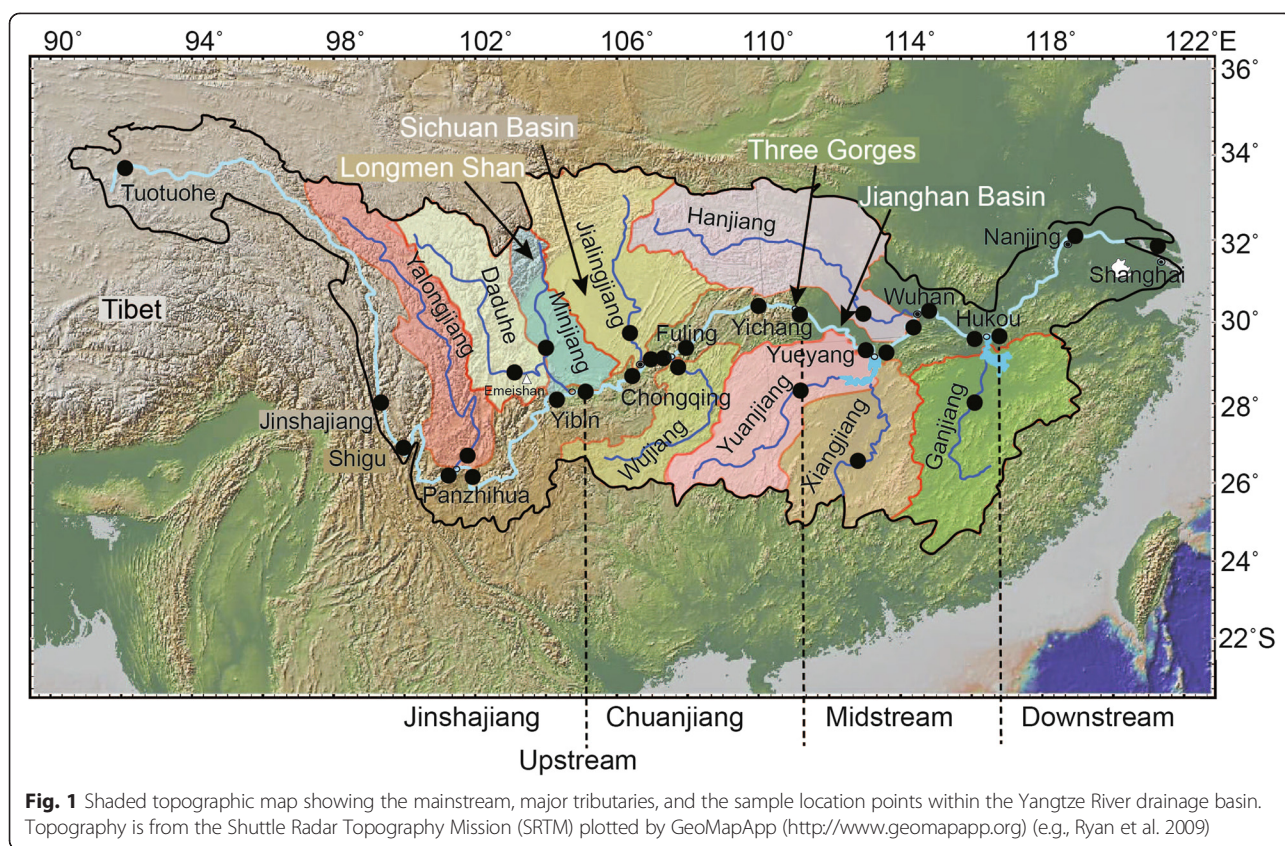 90° 94° 98° 102° 106° 110° 114° 118° 122°E
36°
34°
32°
30°
28°
26°
24°
22°S
Sichuan Basin
Longmen Shan
Three Gorges
Jianghan Basin
Tuotuohe
Hanjiang
Nanjing
Shanghai
Jialingjiang
Yalongjiang
Daduhe
Minjiang
Tibet
Wuhan
Hukou
Yichang
Fuling
Yueyang
Emeishan
Chongqing
Yibin
Jinshajiang
Shigu
Panzhihua
Wujiang
Yuanjiang
Xiangjiang
Ganjiang
Jinshajiang Chuanjiang Midstream Downstream
Upstream
Fig. 1 Shaded topographic map showing the mainstream, major tributaries, and the sample location points within the Yangtze River drainage basin.
Topography is from the Shuttle Radar Topography Mission (SRTM) plotted by GeoMapApp (http://www.geomapapp.org) (e.g., Ryan et al. 2009)